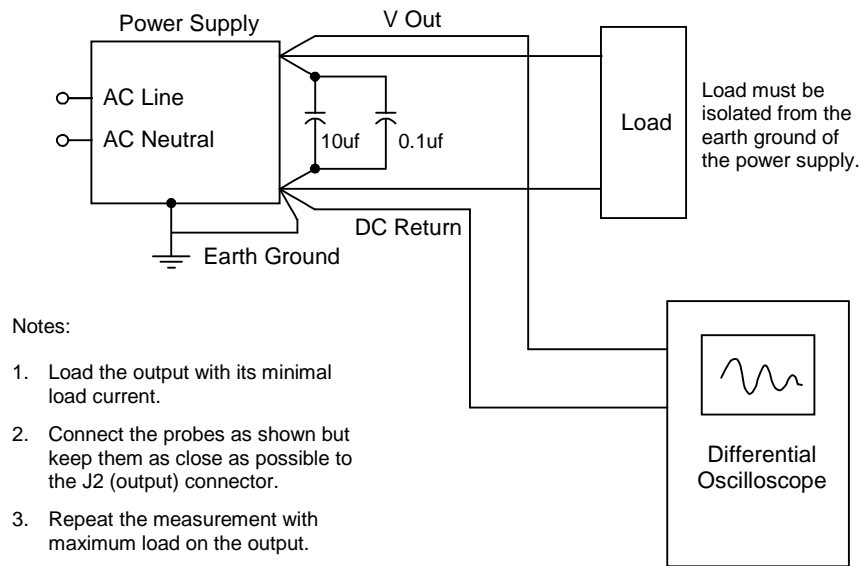 Power Supply
V Out
AC Line
AC Neutral
10uf
0.1uf
Load
Load must be
isolated from the
earth ground of
the power supply.
DC Return
Earth Ground
Notes:
1. Load the output with its minimal
load current.
2. Connect the probes as shown but
keep them as close as possible to
the J2 (output) connector.
3. Repeat the measurement with
maximum load on the output.
Differential
Oscilloscope